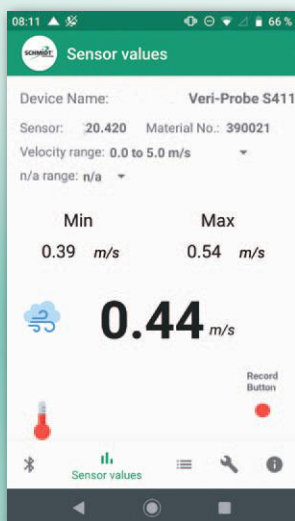 08:11 66 %
SCHMIDT Sensor values
Device Name: Veri-Probe S411
Sensor: 20.420 Material No.: 390021
Velocity range: 0.0 to 5.0 m/s
n/a range: n/a
Min Max
0.39 m/s 0.54 m/s
0.44 m/s
Record
Button
Sensor values